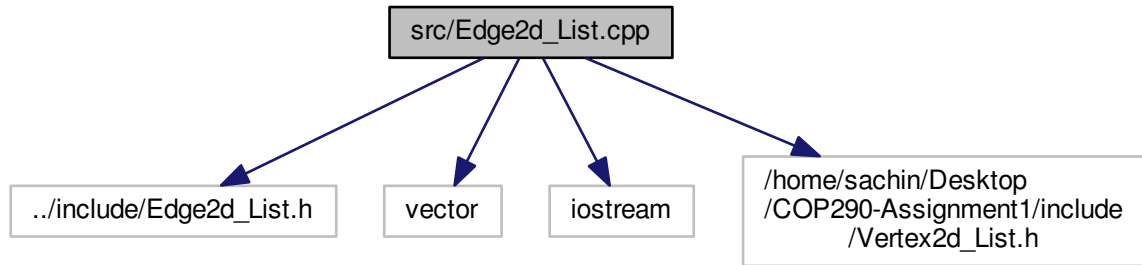 src/Edge2d_List.cpp
../include/Edge2d_List.h
vector
iostream
/home/sachin/Desktop
/COP290-Assignment1/include
/Vertex2d_List.h